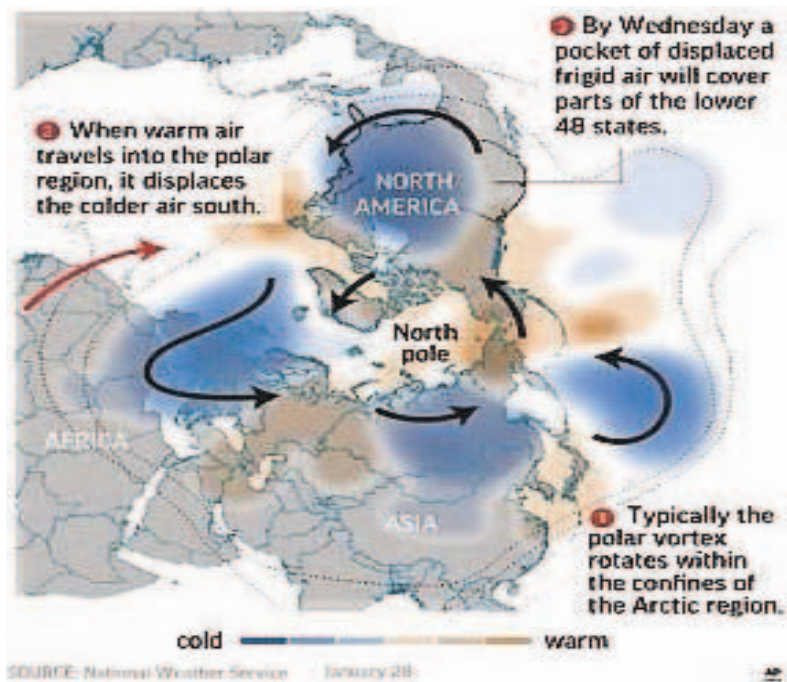 By Wednesday a
pocket of displaced
frigid air will cover
parts of the lower
48 states.
When warm air
travels into the polar
region, it displaces
the colder air south.
NORTH
AMERICA
North
pole
AFRICA
ASIA
Typically the
polar vortex
rotates within
the confines of
the Arctic region.
cold warm
SOURCE: National Weather Service January 28
AP